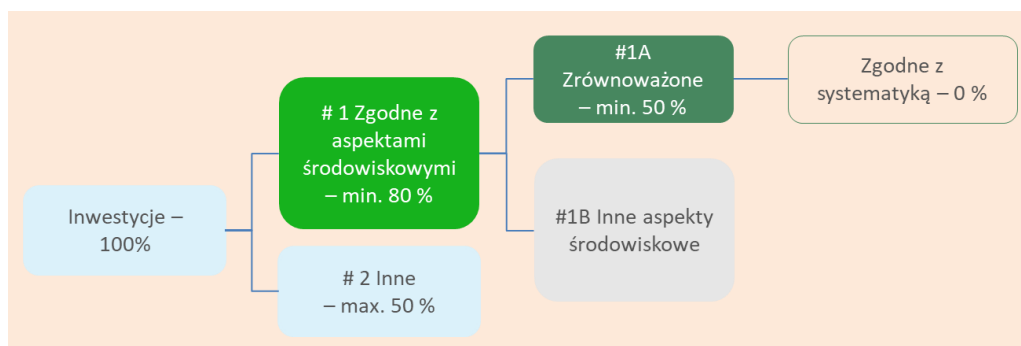 #1A
Zrównoważone
– min. 50 %
Zgodne z
systematyką – 0 %
# 1 Zgodne z
aspektami
środowiskowymi
– min. 80 %
Inwestycje –
100%
#1B Inne aspekty
środowiskowe
# 2 Inne
– max. 50 %